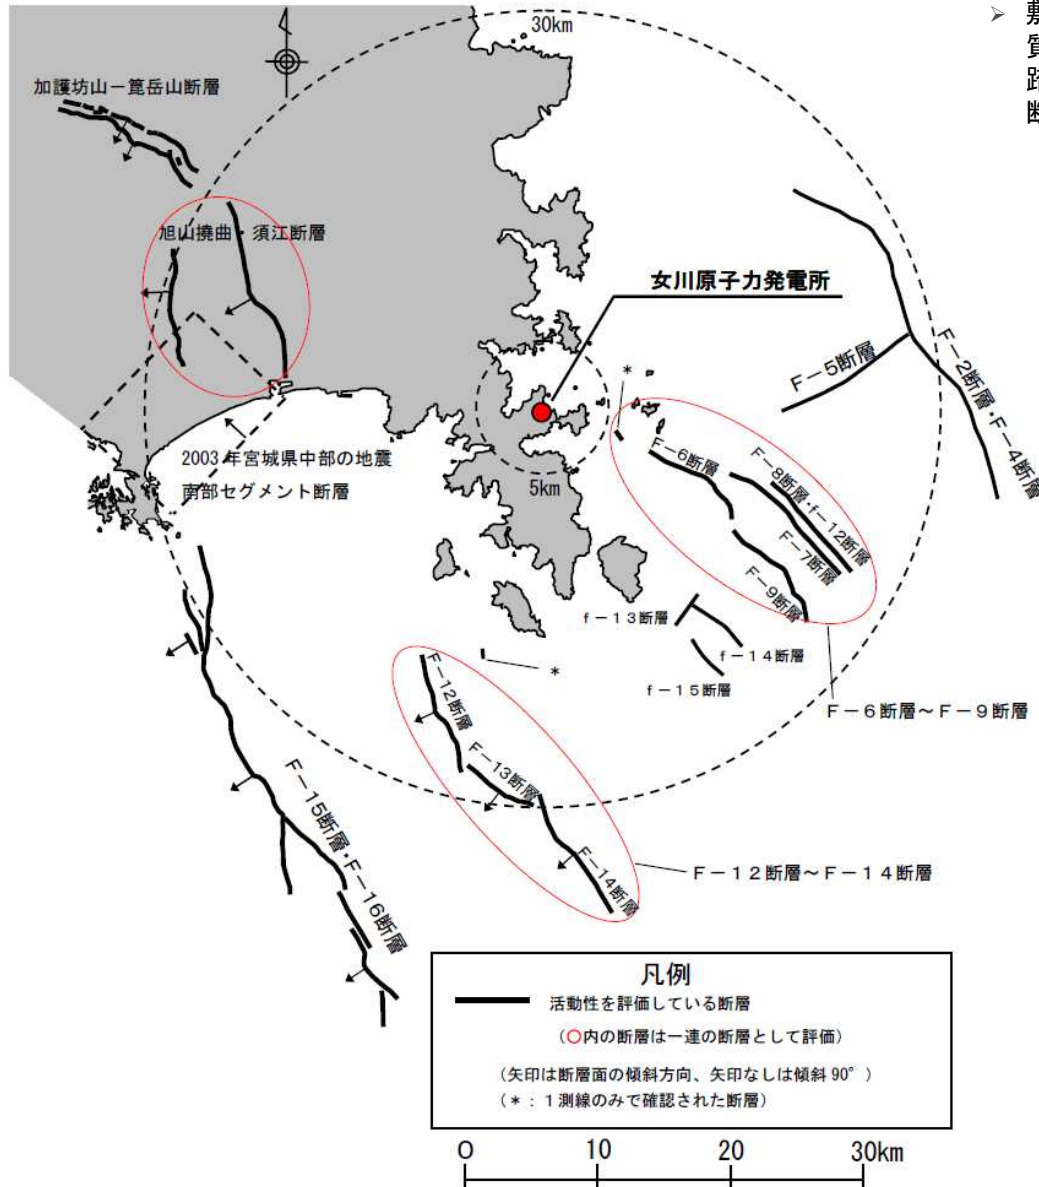 30km
加護坊山－箟岳山断層
旭山撓曲・須江断層
女川原子力発電所
F－2断層・F－4断層
F－5断層
*
2003年宮城県中部の地震
南部セグメント断層
5km
F－6断層
F－8断層・f－12断層
F－7断層
F－9断層
f－13断層
f－14断層
f－15断層
*
F－6断層～F－9断層
F－12断層
F－13断層
F－14断層
F－12断層～F－14断層
F－15断層・F－16断層
凡例
活動性を評価している断層
（○内の断層は一連の断層として評価）
（矢印は断層面の傾斜方向、矢印なしは傾斜 90°）
（*：1測線のみで確認された断層）
0 10 20 30km
➢ 敷
質
路
断